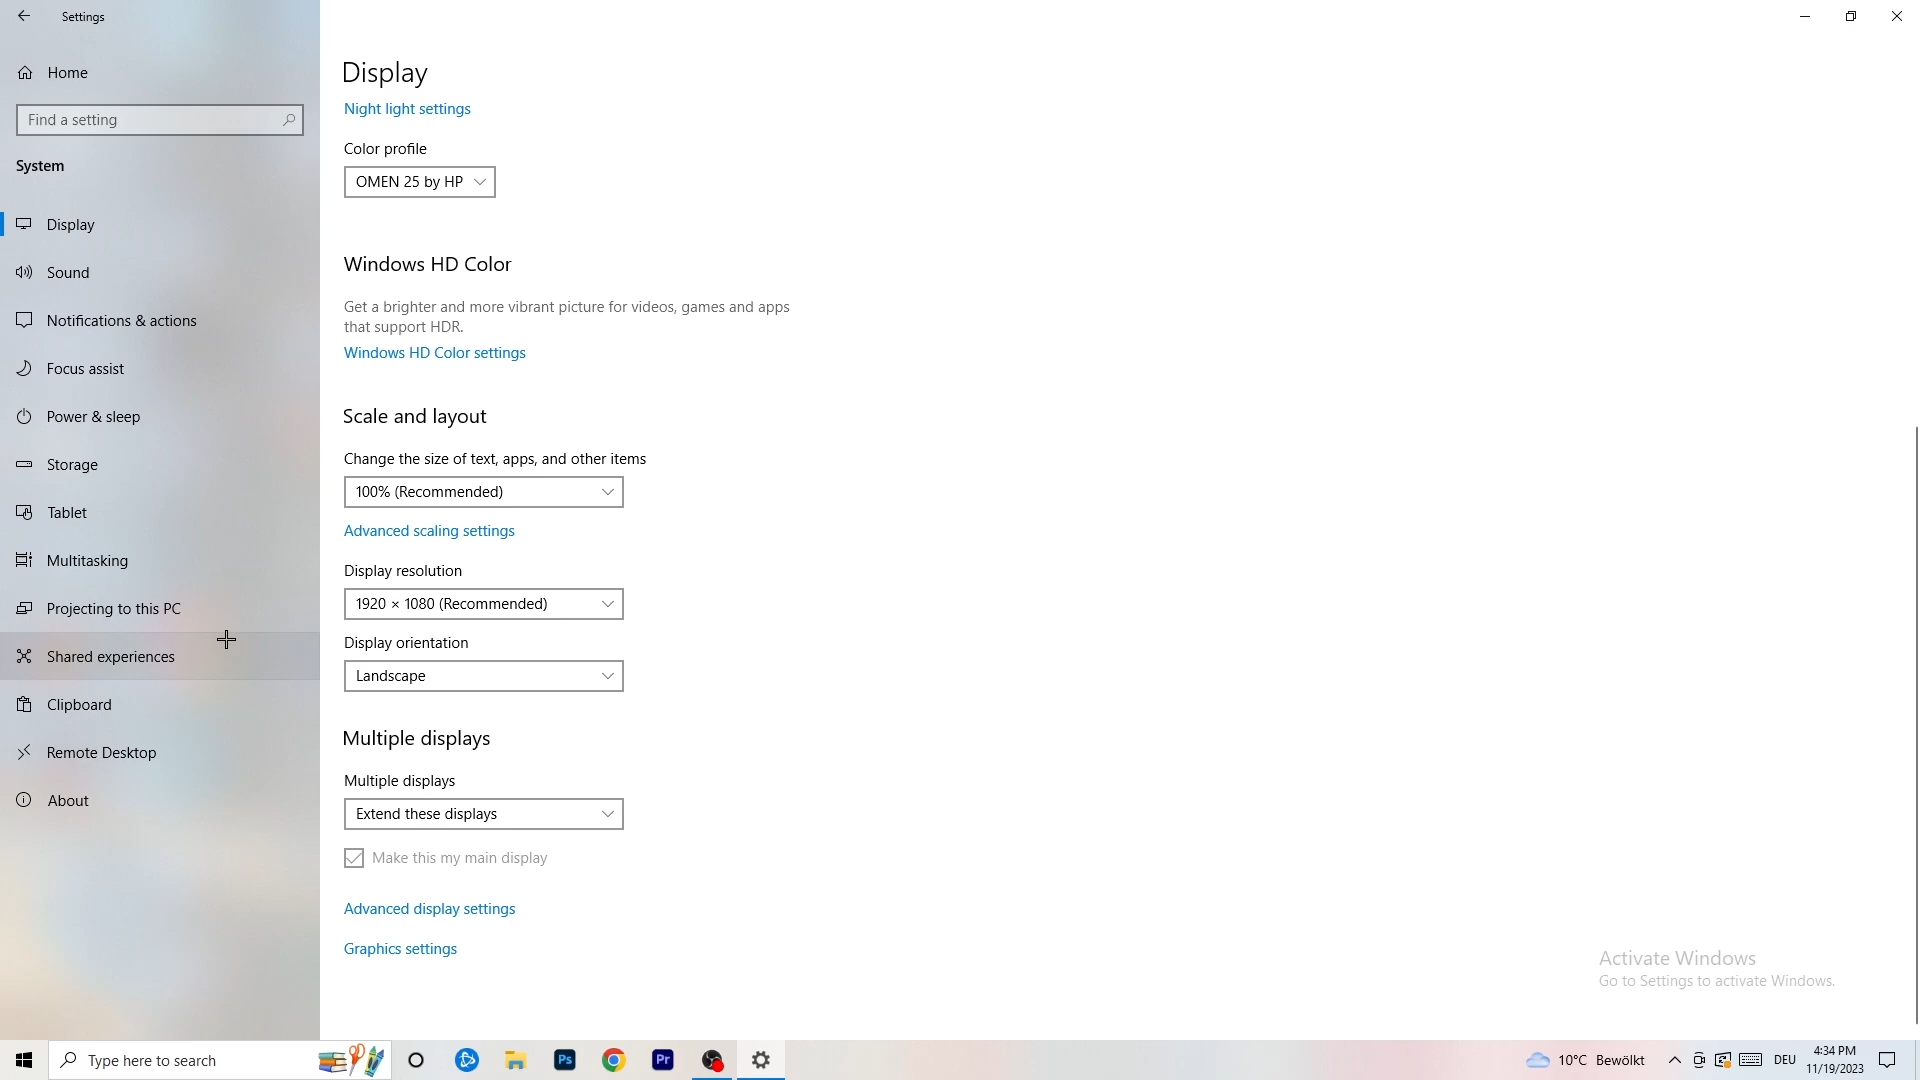 Settings
Home
Find a setting
System
Display
Sound
Notifications & actions
Focus assist
Power & sleep
Storage
Tablet
Multitasking
Projecting to this PC
Shared experiences
Clipboard
Remote Desktop
About
Display
Night light settings
Color profile
OMEN 25 by HP
Windows HD Color
Get a brighter and more vibrant picture for videos, games and apps
that support HDR.
Windows HD Color settings
Scale and layout
Change the size of text, apps, and other items
100% (Recommended)
Advanced scaling settings
Display resolution
1920 × 1080 (Recommended)
Display orientation
Landscape
Multiple displays
Multiple displays
Extend these displays
Make this my main display
Advanced display settings
Graphics settings
Activate Windows
Go to Settings to activate Windows.
Type here to search
Ps
Pr
10°C Bewölkt
DEU
4:34 PM
11/19/2023